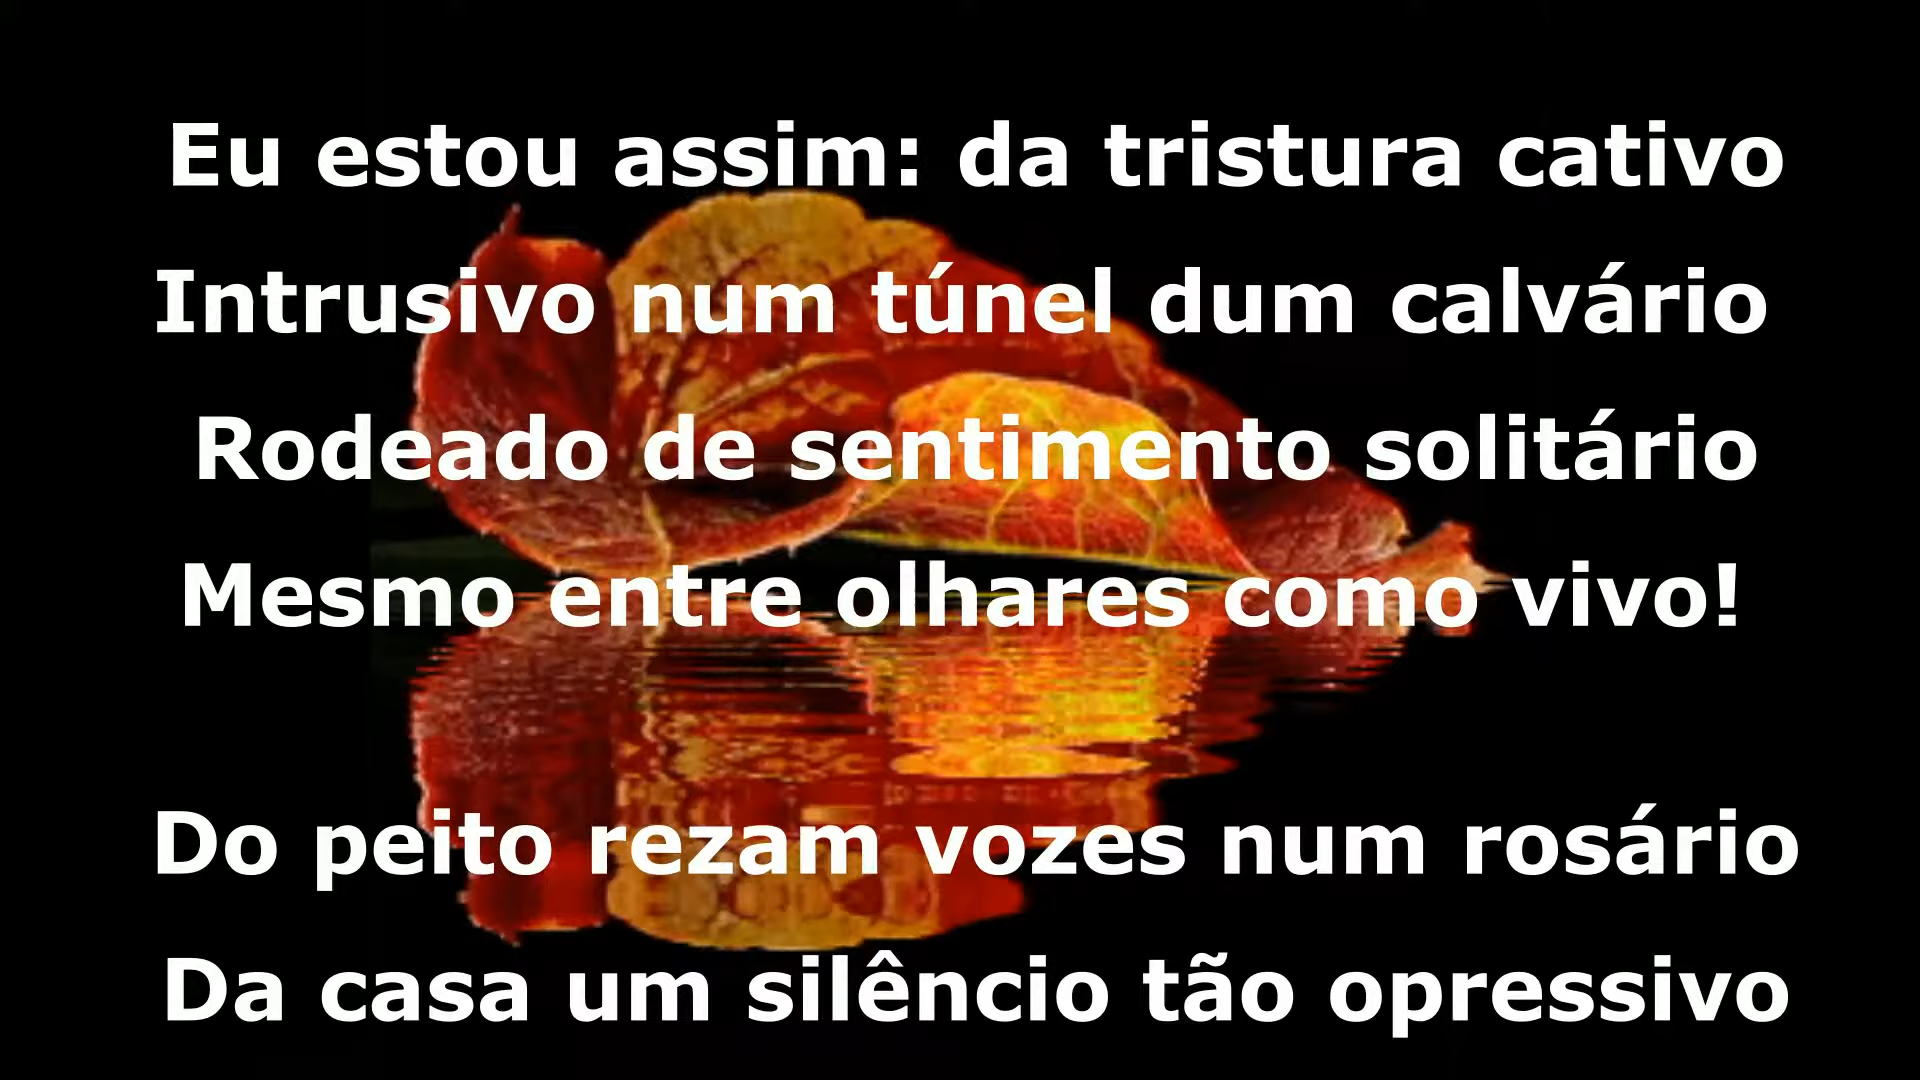 Eu estou assim: da tristura cativo
Intrusivo num túnel dum calvário
Rodeado de sentimento solitário
Mesmo entre olhares como vivo!
Do peito rezam vozes num rosário
Da casa um silêncio tão opressivo